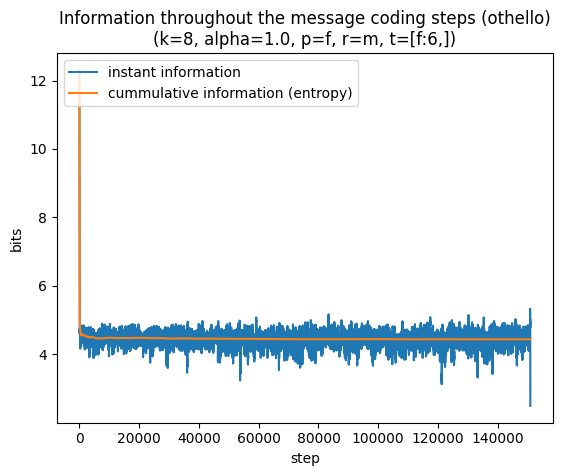 Information throughout the message coding steps (othello)
(k=8, alpha=1.0, p=f, r=m, t=[f:6,])
instant information
cummulative information (entropy)
12
10
8
6
4
bits
0 20000 40000 60000 80000 100000 120000 140000
step